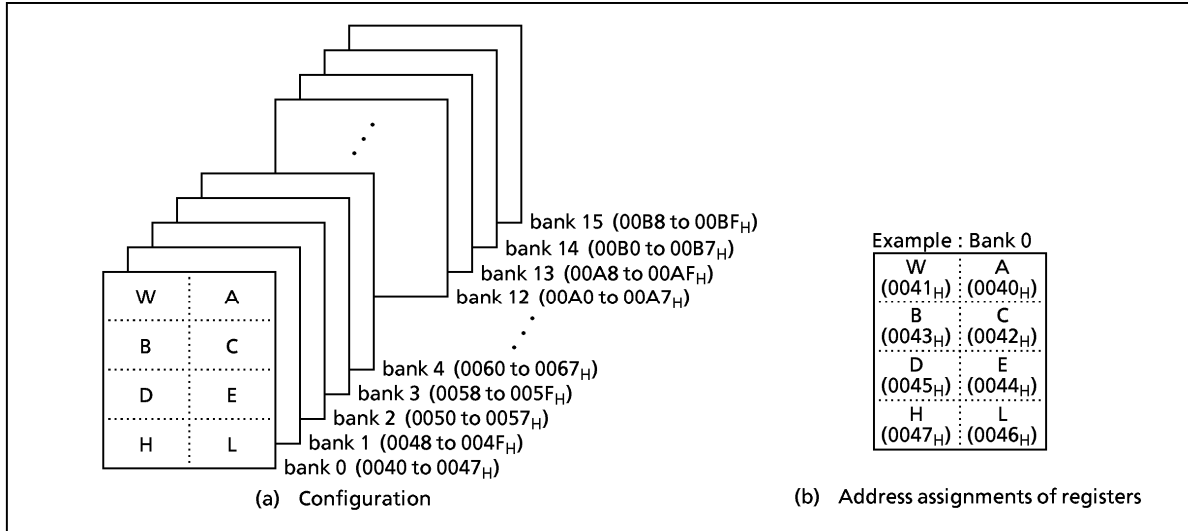 bank 15 (00B8 to 00BFH)
bank 14 (00B0 to 00B7H)
bank 13 (00A8 to 00AFH)
bank 12 (00A0 to 00A7H)
bank 4 (0060 to 0067H)
bank 3 (0058 to 005FH)
bank 2 (0050 to 0057H)
bank 1 (0048 to 004FH)
bank 0 (0040 to 0047H)
W A
B C
D E
H L
(a) Configuration
Example : Bank 0
W A
(0041H) (0040H)
B C
(0043H) (0042H)
D E
(0045H) (0044H)
H L
(0047H) (0046H)
(b) Address assignments of registers